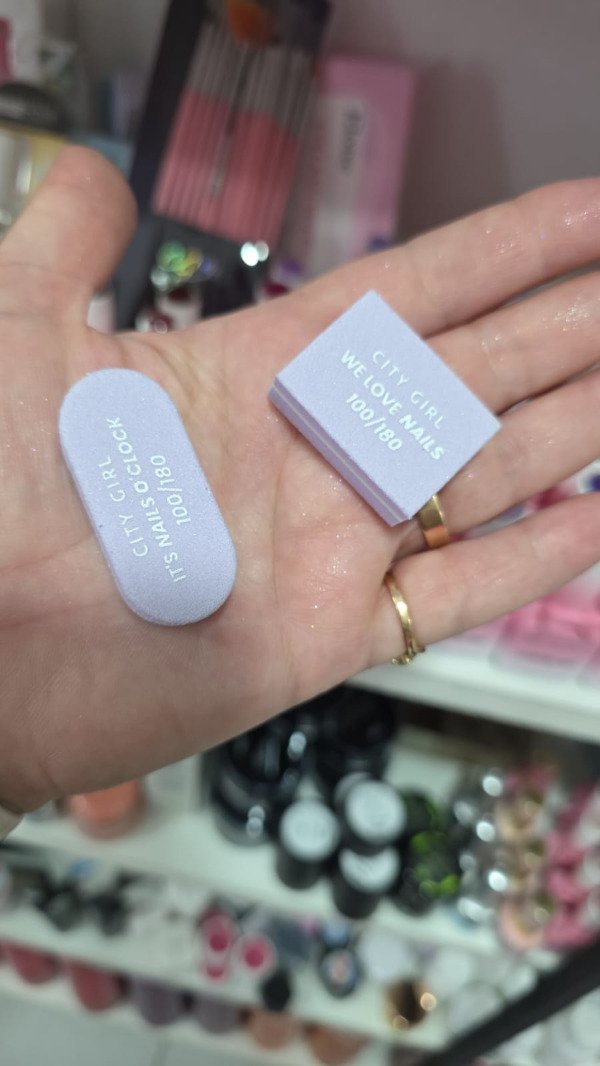 CITY GIRL
IT'S NAILS O'CLOCK
100/180
CITY GIRL
WE LOVE NAILS
100/180